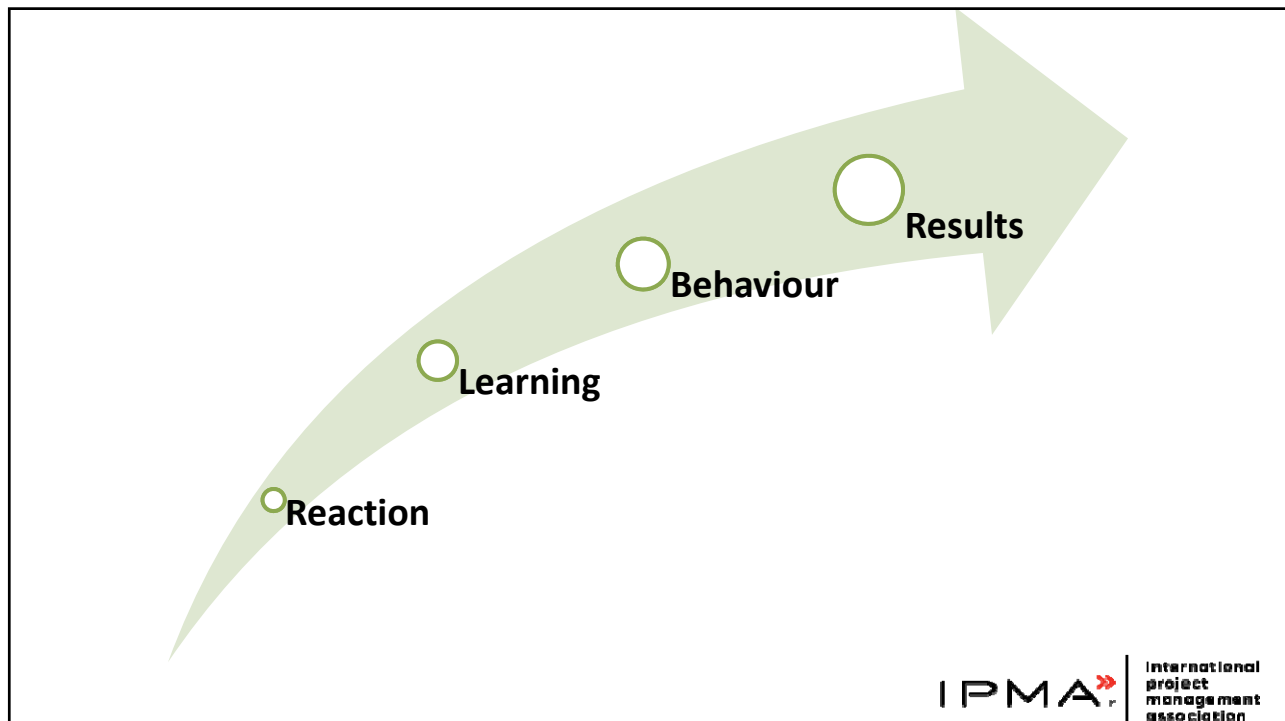 Results
Behaviour
Learning
Reaction
IPMA
r
International
project
management
association